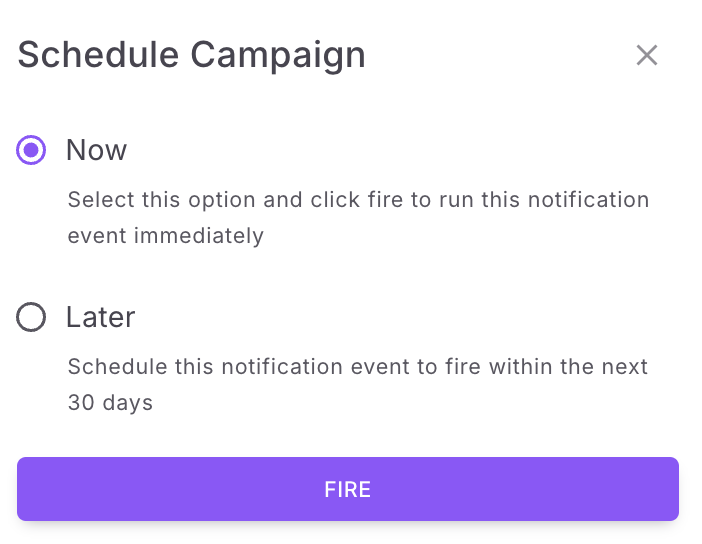 Schedule Campaign
Now
Select this option and click fire to run this notification
event immediately
Later
Schedule this notification event to fire within the next
30 days
FIRE